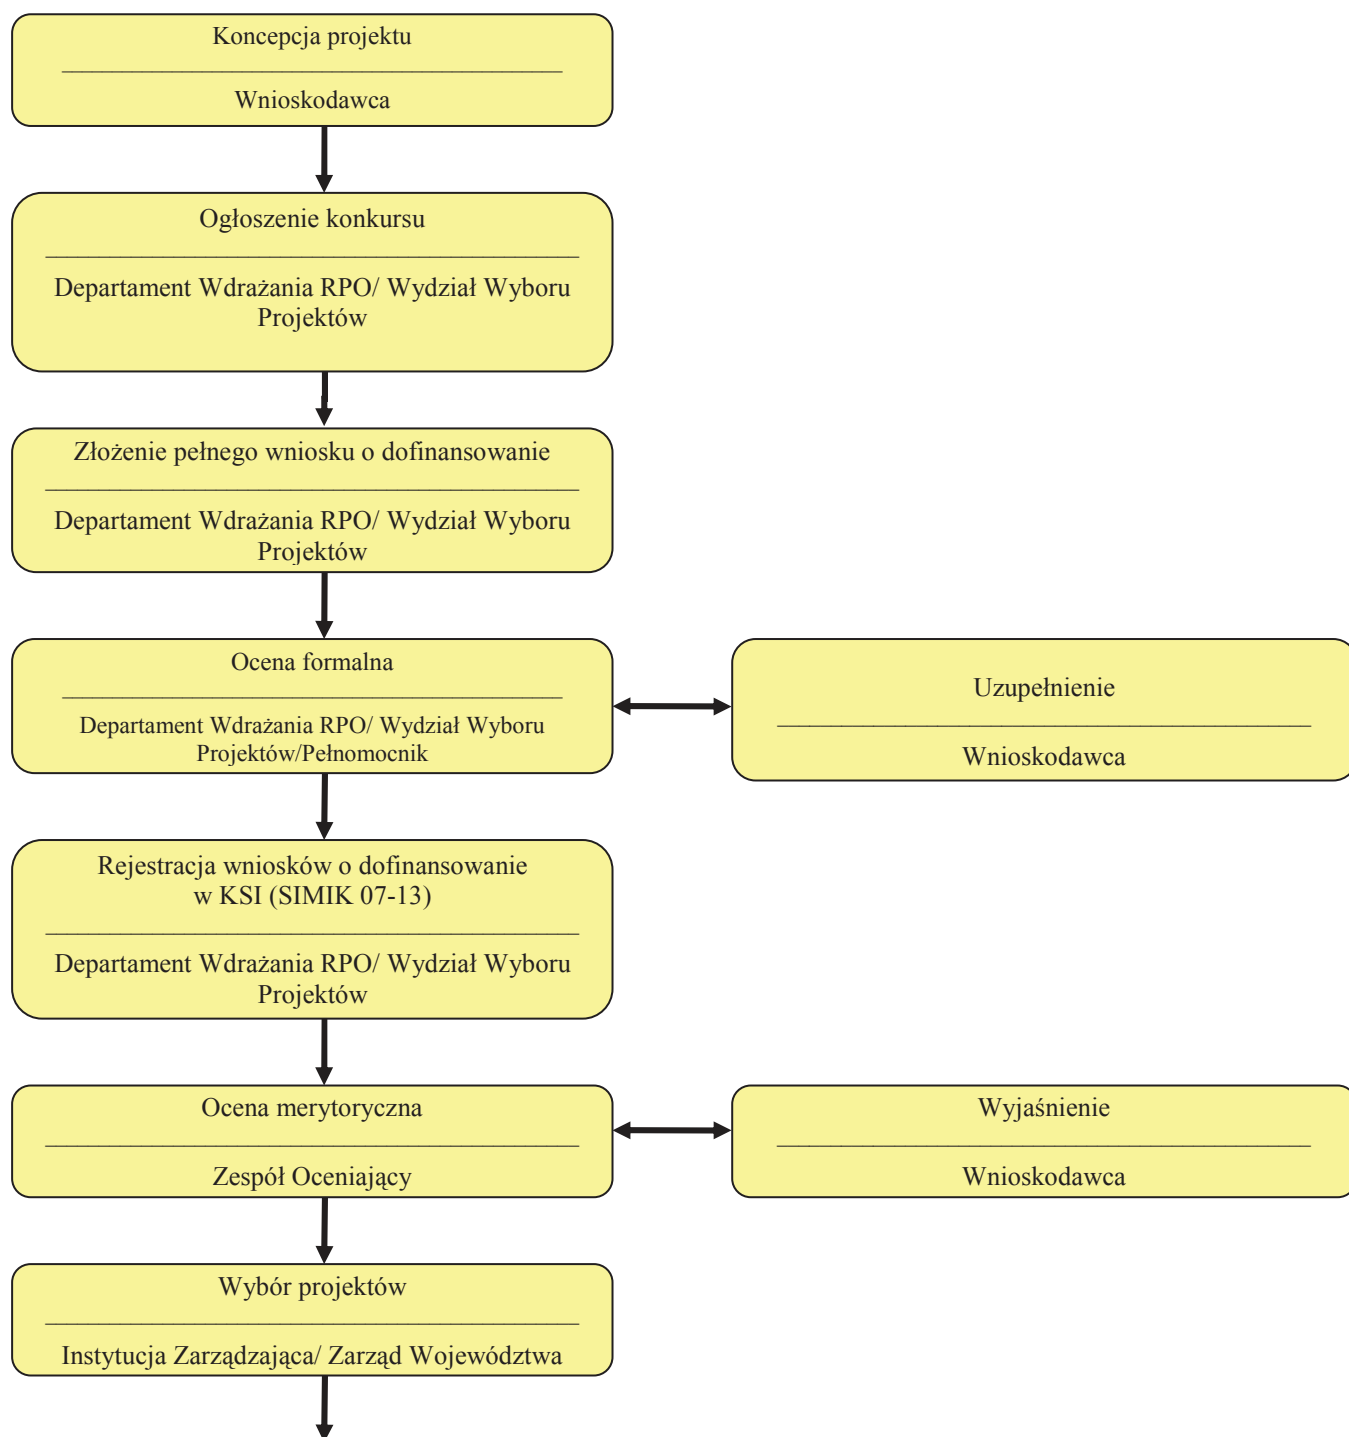 Koncepcja projektu
Wnioskodawca
Ogłoszenie konkursu
Departament Wdrażania RPO/ Wydział Wyboru
Projektów
Złożenie pełnego wniosku o dofinansowanie
Departament Wdrażania RPO/ Wydział Wyboru
Projektów
Ocena formalna
Departament Wdrażania RPO/ Wydział Wyboru
Projektów/Pełnomocnik
Uzupełnienie
Wnioskodawca
Rejestracja wniosków o dofinansowanie
w KSI (SIMIK 07-13)
Departament Wdrażania RPO/ Wydział Wyboru
Projektów
Ocena merytoryczna
Zespół Oceniający
Wyjaśnienie
Wnioskodawca
Wybór projektów
Instytucja Zarządzająca/ Zarząd Województwa